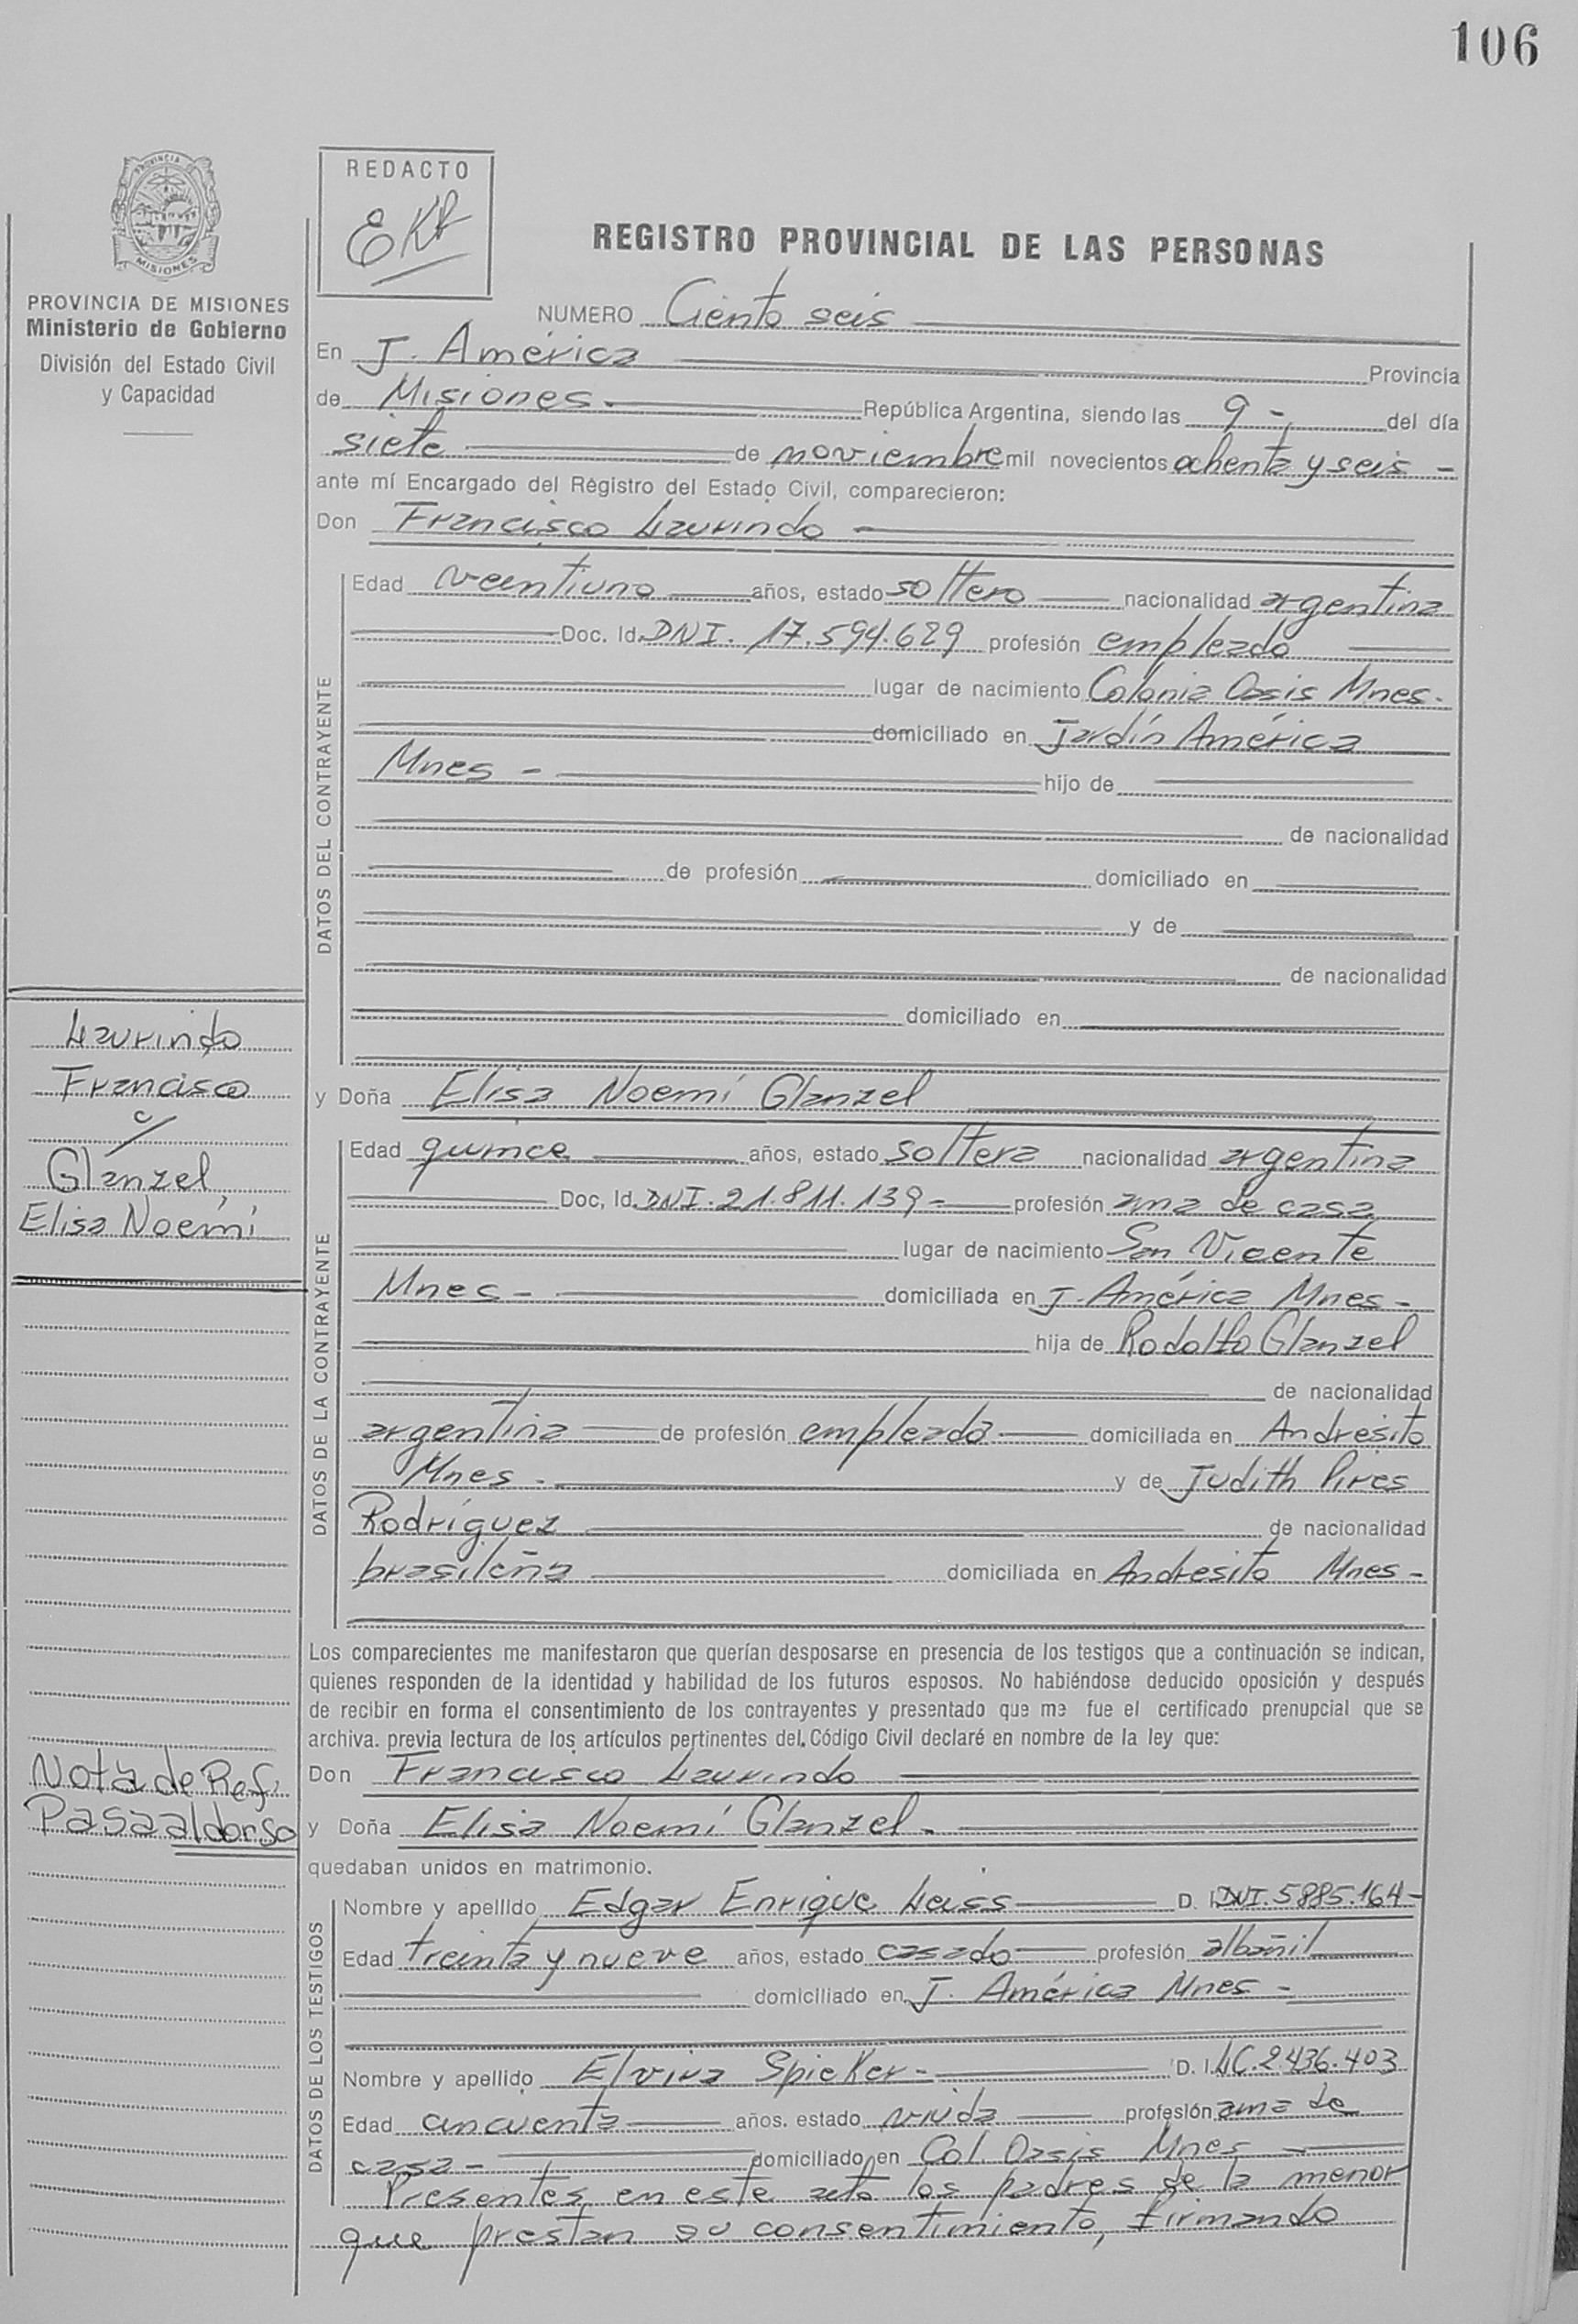 106
PROVINCIA
MISIONES
PROVINCIA DE MISIONES
Ministerio de Gobierno
División del Estado Civil
y Capacidad
REDACTO
REGISTRO PROVINCIAL DE LAS PERSONAS
NUMERO Ciento seis
En J. América Provincia
de Misiones. República Argentina, siendo las 9 - del día
siete de noviembre mil novecientos ochenta y seis -
ante mí Encargado del Registro del Estado Civil, comparecieron:
Don Francisco Laurindo
DATOS DEL CONTRAYENTE
Edad veintiuno años, estado soltero nacionalidad argentina
Doc. Id. DNI. 17.594.629 profesión empleado
lugar de nacimiento Colonia Oasis Mnes.
domiciliado en Jardín América
Mnes - hijo de
de nacionalidad
de profesión domiciliado en
y de
de nacionalidad
domiciliado en
Laurindo
Francisco
c/
Glanzel
Elisa Noemí
y Doña Elisa Noemí Glanzel
DATOS DE LA CONTRAYENTE
Edad quince años, estado soltera nacionalidad argentina
Doc, Id. DNI. 21.811.139 - profesión ama de casa
lugar de nacimiento San Vicente
Mnes - domiciliada en J. América Mnes -
hija de Rodolfo Glanzel
de nacionalidad
argentina de profesión empleado domiciliada en Andresito
Mnes - y de Judith Pires
Rodríguez de nacionalidad
brasileña domiciliada en Andresito Mnes -
Los comparecientes me manifestaron que querían desposarse en presencia de los testigos que a continuación se indican,
quienes responden de la identidad y habilidad de los futuros esposos. No habiéndose deducido oposición y después
de recibir en forma el consentimiento de los contrayentes y presentado que me fue el certificado prenupcial que se
archiva. previa lectura de los artículos pertinentes del Código Civil declaré en nombre de la ley que:
Nota de Ref.
Pasa al dorso
Don Francisco Laurindo
y Doña Elisa Noemí Glanzel -
quedaban unidos en matrimonio.
DATOS DE LOS TESTIGOS
Nombre y apellido Edgar Enrique Leiss D. I. DNI. 5885.164 -
Edad treinta y nueve años, estado casado profesión albañil
domiciliado en J. América Mnes -
Nombre y apellido Elvira Spieker - D. I. LC. 2.436.403
Edad cincuenta años. estado viuda profesión ama de
casa - domiciliado en Col. Oasis Mnes -
Presentes en este acto los padres de la menor
que prestan su consentimiento, firmando